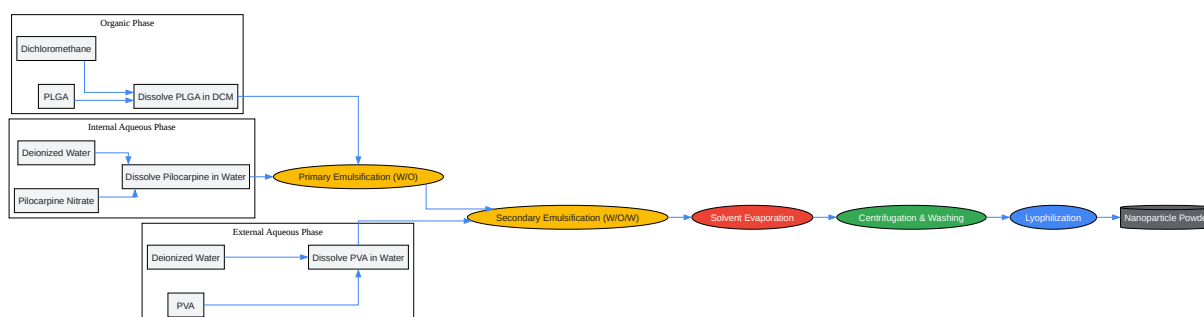 Organic Phase
Dichloromethane
PLGA
Dissolve PLGA in DCM
Internal Aqueous Phase
Deionized Water
Dissolve Pilocarpine in Water
Pilocarpine Nitrate
Primary Emulsification (W/O)
Secondary Emulsification (W/O/W)
Solvent Evaporation
Centrifugation & Washing
Lyophilization
Nanoparticle Powde
External Aqueous Phase
Deionized Water
Dissolve PVA in Water
PVA